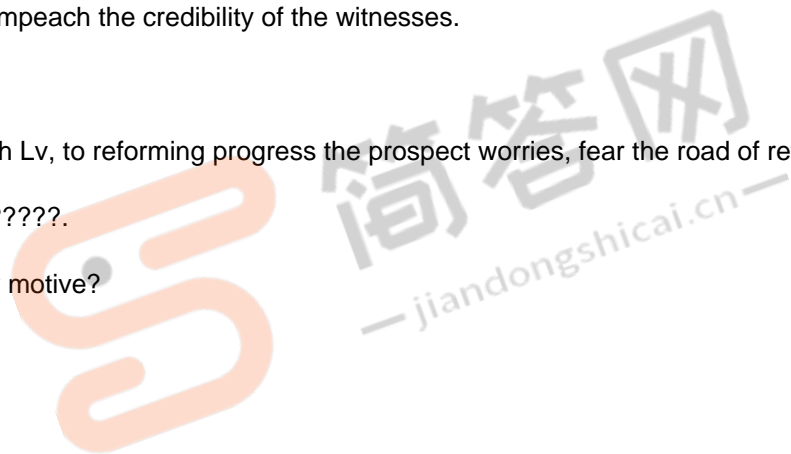 mpeach the credibility of the witnesses.
h Lv, to reforming progress the prospect worries, fear the road of re
?????.
motive?
简答网
jiandongshicai.cn